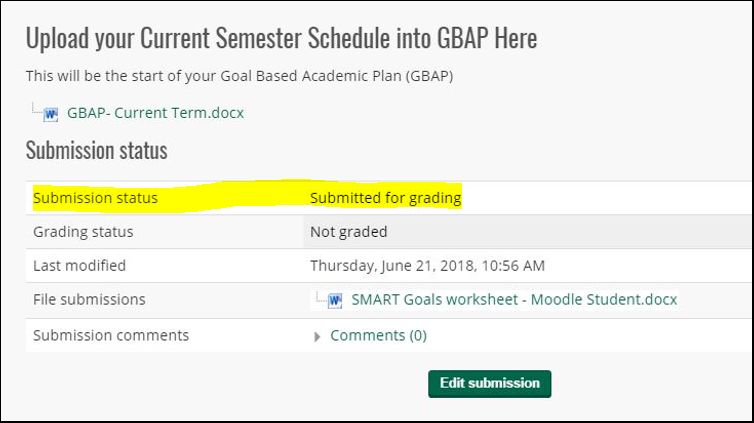 Upload your Current Semester Schedule into GBAP Here
This will be the start of your Goal Based Academic Plan (GBAP)
GBAP- Current Term.docx
Submission status
Submission status Submitted for grading
Grading status Not graded
Last modified Thursday, June 21, 2018, 10:56 AM
File submissions SMART Goals worksheet - Moodle Student.docx
Submission comments Comments (0)
Edit submission